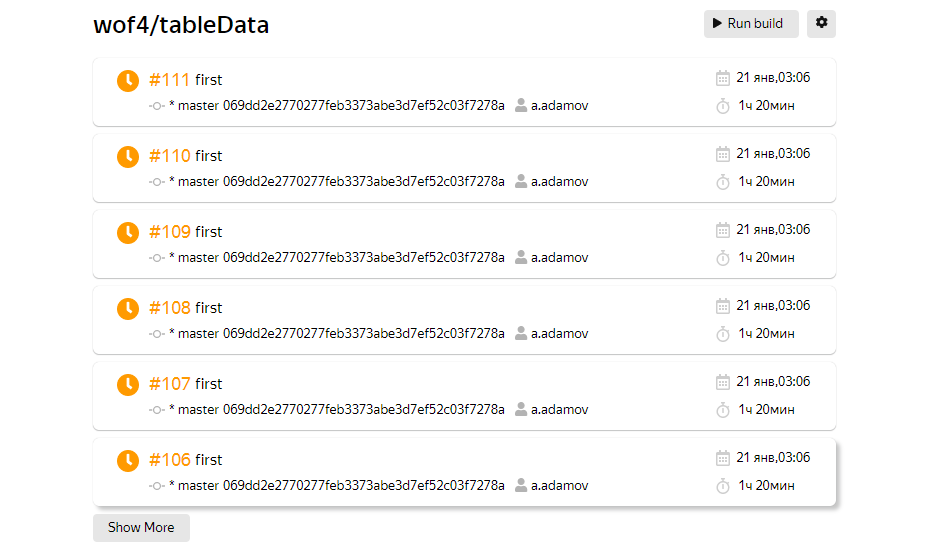 wof4/tableData
Run build
#111 first
21 янв,03:06
* master 069dd2e2770277feb3373abe3d7ef52c03f7278a a.adamov
1ч 20мин
#110 first
21 янв,03:06
* master 069dd2e2770277feb3373abe3d7ef52c03f7278a a.adamov
1ч 20мин
#109 first
21 янв,03:06
* master 069dd2e2770277feb3373abe3d7ef52c03f7278a a.adamov
1ч 20мин
#108 first
21 янв,03:06
* master 069dd2e2770277feb3373abe3d7ef52c03f7278a a.adamov
1ч 20мин
#107 first
21 янв,03:06
* master 069dd2e2770277feb3373abe3d7ef52c03f7278a a.adamov
1ч 20мин
#106 first
21 янв,03:06
* master 069dd2e2770277feb3373abe3d7ef52c03f7278a a.adamov
1ч 20мин
Show More